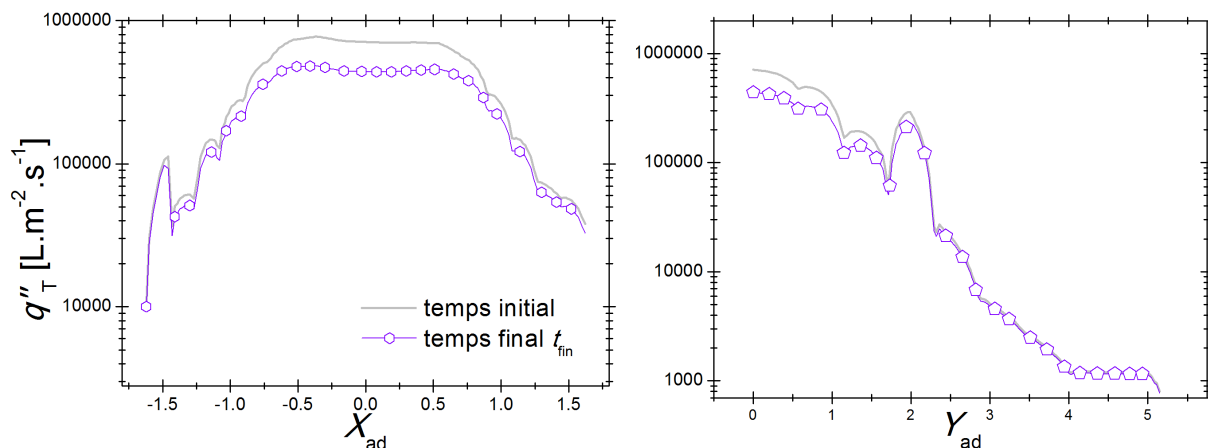 1000000
100000
10000
q″T [L.m-2.s-1]
temps initial
temps final tfin
-1.5 -1.0 -0.5 0.0 0.5 1.0 1.5
Xad
1000000
100000
10000
1000
0 1 2 3 4 5
Yad